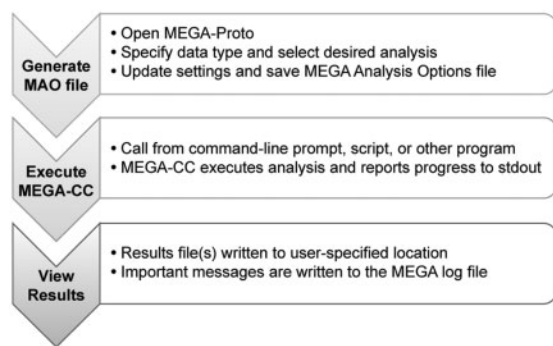 Generate
MAO file
• Open MEGA-Proto
• Specify data type and select desired analysis
• Update settings and save MEGA Analysis Options file
Execute
MEGA-CC
• Call from command-line prompt, script, or other program
• MEGA-CC executes analysis and reports progress to stdout
View
Results
• Results file(s) written to user-specified location
• Important messages are written to the MEGA log file